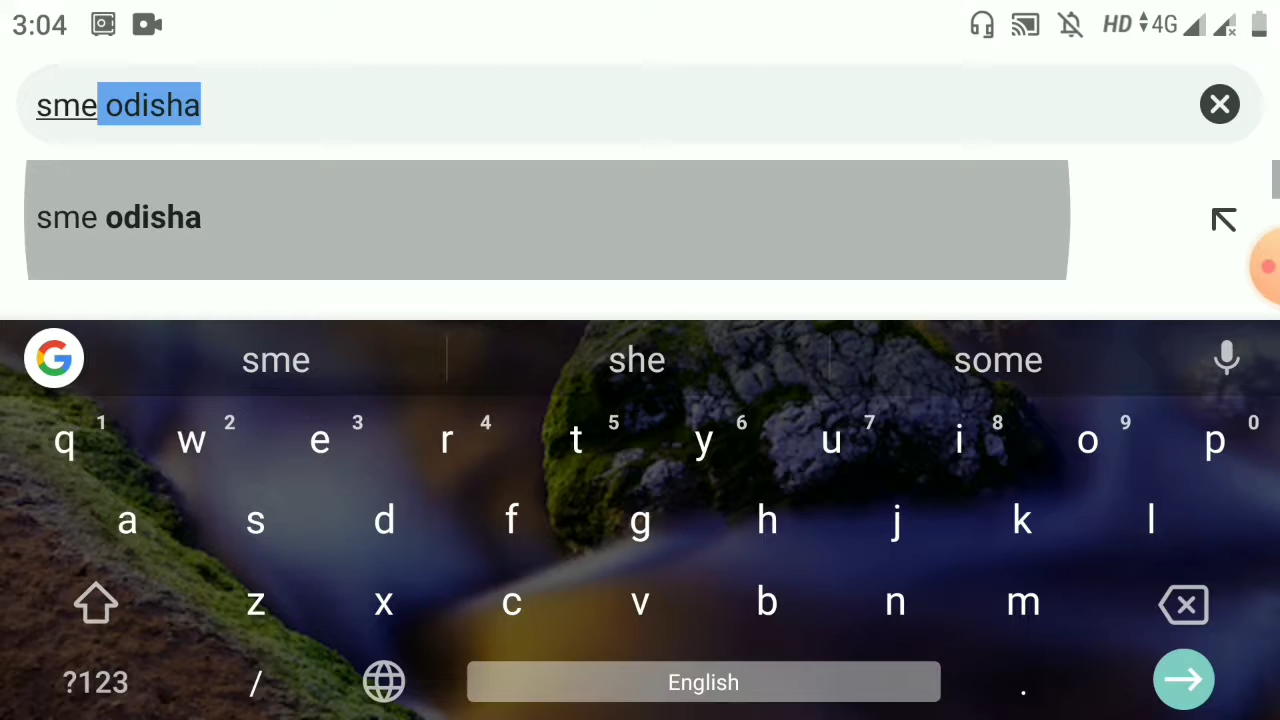 3:04 HD 4G
sme odisha
sme odisha
G sme she some
q 1 w 2 e 3 r 4 t 5 y 6 u 7 i 8 o 9 p 0
a s d f g h j k l
z x c v b n m
?123 / English .